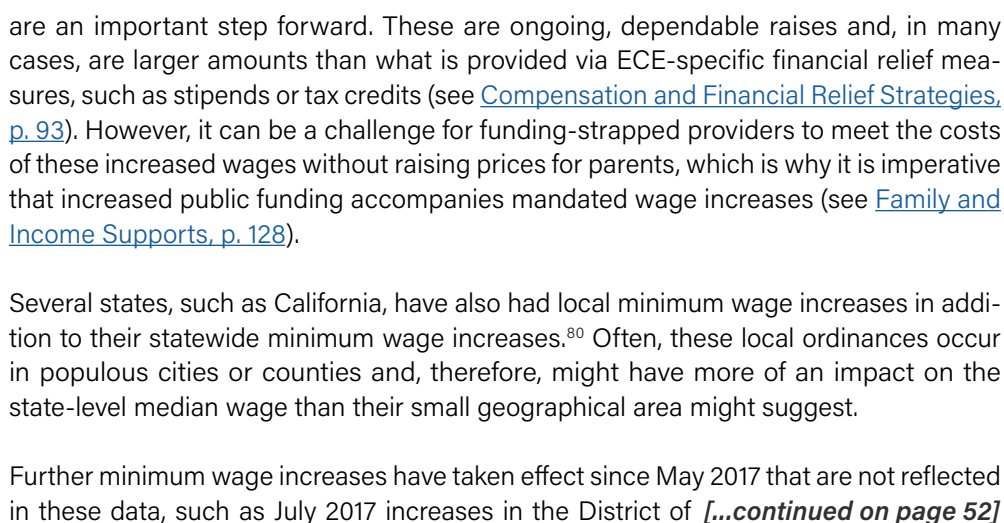 are an important step forward. These are ongoing, dependable raises and, in many
cases, are larger amounts than what is provided via ECE-specific financial relief mea-
sures, such as stipends or tax credits (see Compensation and Financial Relief Strategies,
p. 93). However, it can be a challenge for funding-strapped providers to meet the costs
of these increased wages without raising prices for parents, which is why it is imperative
that increased public funding accompanies mandated wage increases (see Family and
Income Supports, p. 128).
Several states, such as California, have also had local minimum wage increases in addi-
tion to their statewide minimum wage increases.⁸⁰ Often, these local ordinances occur
in populous cities or counties and, therefore, might have more of an impact on the
state-level median wage than their small geographical area might suggest.
Further minimum wage increases have taken effect since May 2017 that are not reflected
in these data, such as July 2017 increases in the District of [...continued on page 52]